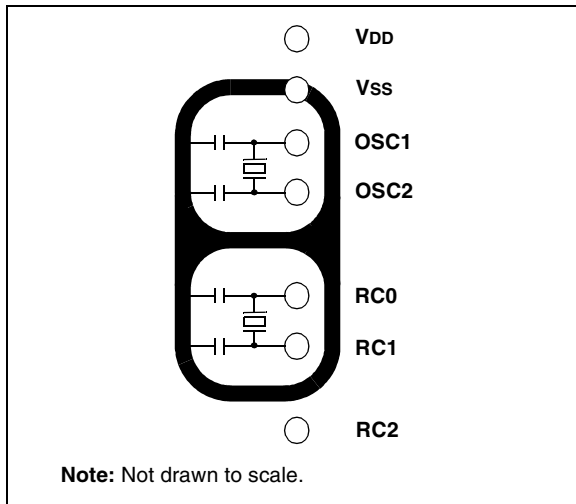 VDD
VSS
OSC1
OSC2
RC0
RC1
RC2
Note: Not drawn to scale.